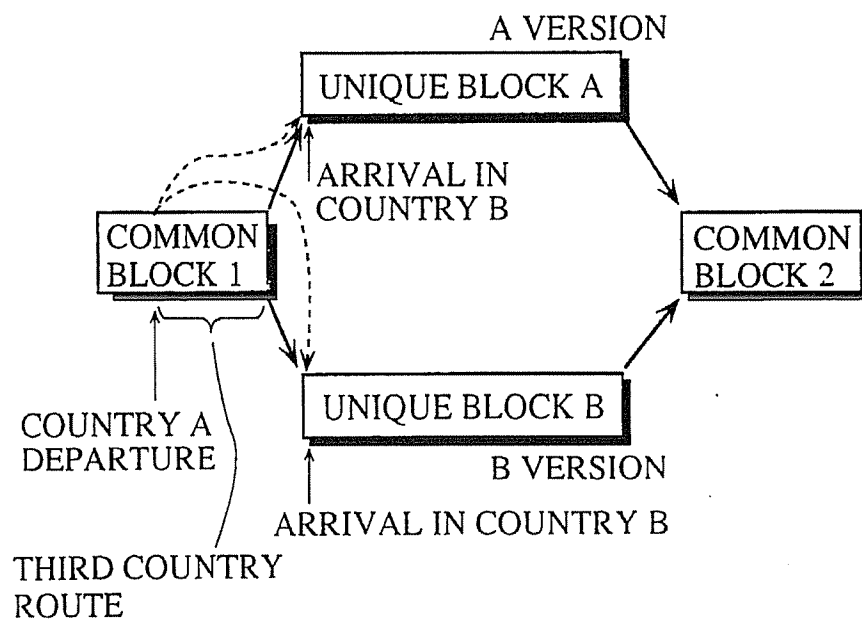 A VERSION
UNIQUE BLOCK A
ARRIVAL IN
COUNTRY B
COMMON
BLOCK 1
COMMON
BLOCK 2
UNIQUE BLOCK B
COUNTRY A
DEPARTURE
B VERSION
ARRIVAL IN COUNTRY B
THIRD COUNTRY
ROUTE